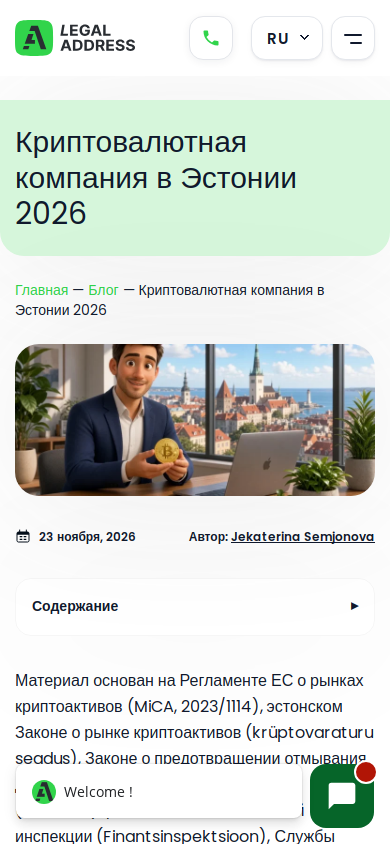 LEGAL
ADDRESS
RU
Криптовалютная
компания в Эстонии
2026
Главная — Блог — Криптовалютная компания в
Эстонии 2026
23 ноября, 2026
Автор: Jekaterina Semjonova
Содержание
Материал основан на Регламенте ЕС о рынках
криптоактивов (MiCA, 2023/1114), эстонском
Законе о рынке криптоактивов (krüptovaraturu
seadus), Законе о предотвращении отмывания
Welcome !
инспекции (Finantsinspektsioon), Службы